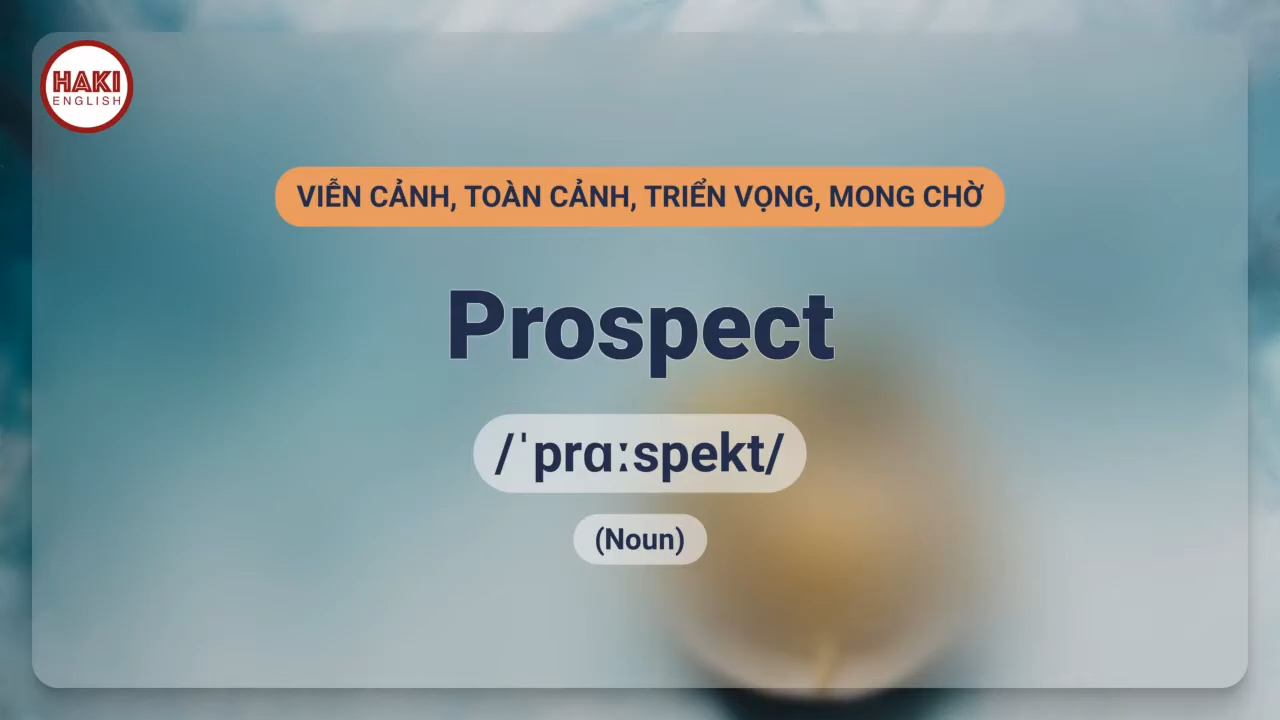 HAKI
ENGLISH
VIỄN CẢNH, TOÀN CẢNH, TRIỂN VỌNG, MONG CHỜ
Prospect
/ˈprɑːspekt/
(Noun)